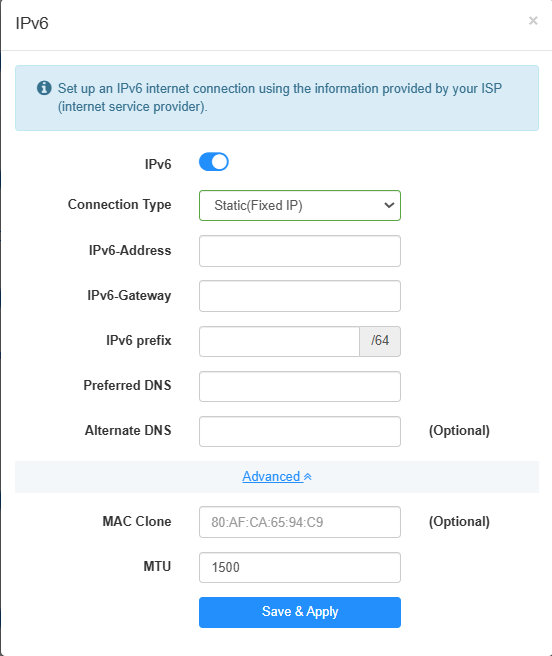 IPv6
×
Set up an IPv6 internet connection using the information provided by your ISP
(internet service provider).
IPv6
Connection Type
Static(Fixed IP)
IPv6-Address
IPv6-Gateway
IPv6 prefix
/64
Preferred DNS
Alternate DNS
(Optional)
Advanced
MAC Clone
80:AF:CA:65:94:C9
(Optional)
MTU
1500
Save & Apply